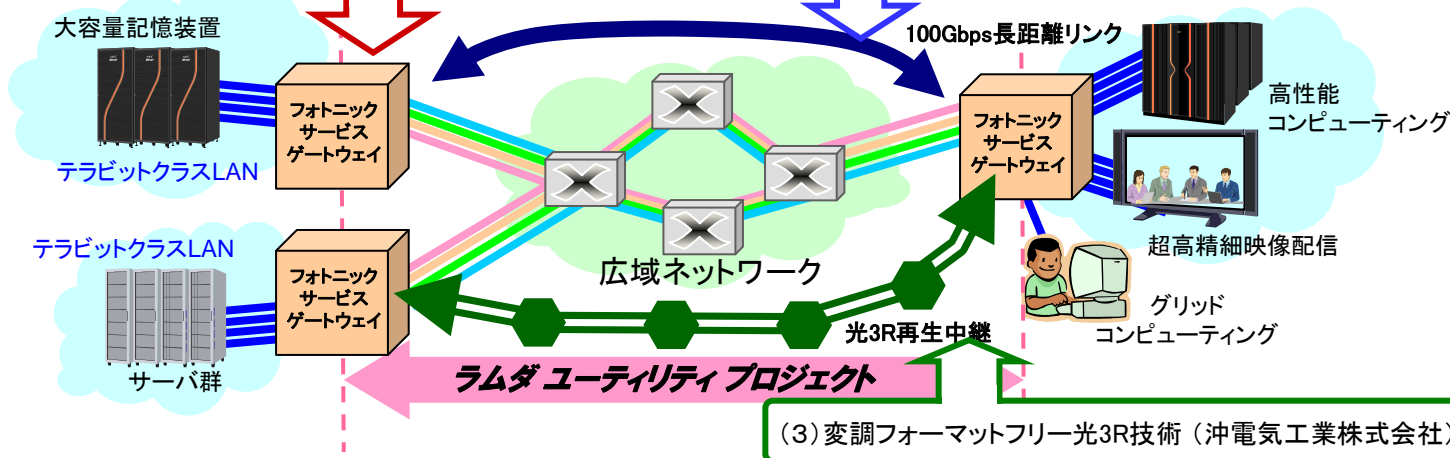 大容量記憶装置
100Gbps長距離リンク
フォトニック
サービス
ゲートウェイ
フォトニック
サービス
ゲートウェイ
高性能
コンピューティング
テラビットクラスLAN
テラビットクラスLAN
超高精細映像配信
広域ネットワーク
フォトニック
サービス
ゲートウェイ
グリッド
コンピューティング
光3R再生中継
サーバ群
ラムダ ユーティリティ プロジェクト
(3)変調フォーマットフリー光3R技術 (沖電気工業株式会社)